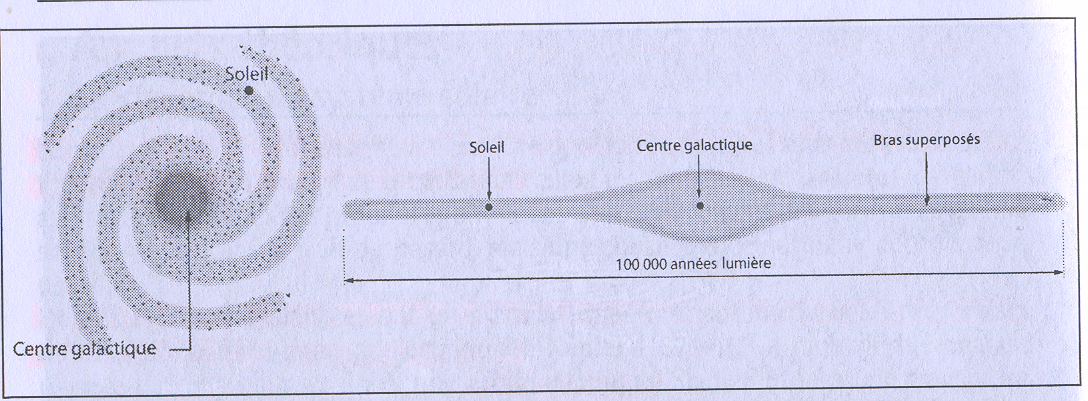 Soleil
Centre galactique
Soleil
Centre galactique
Bras superposés
100 000 années lumière